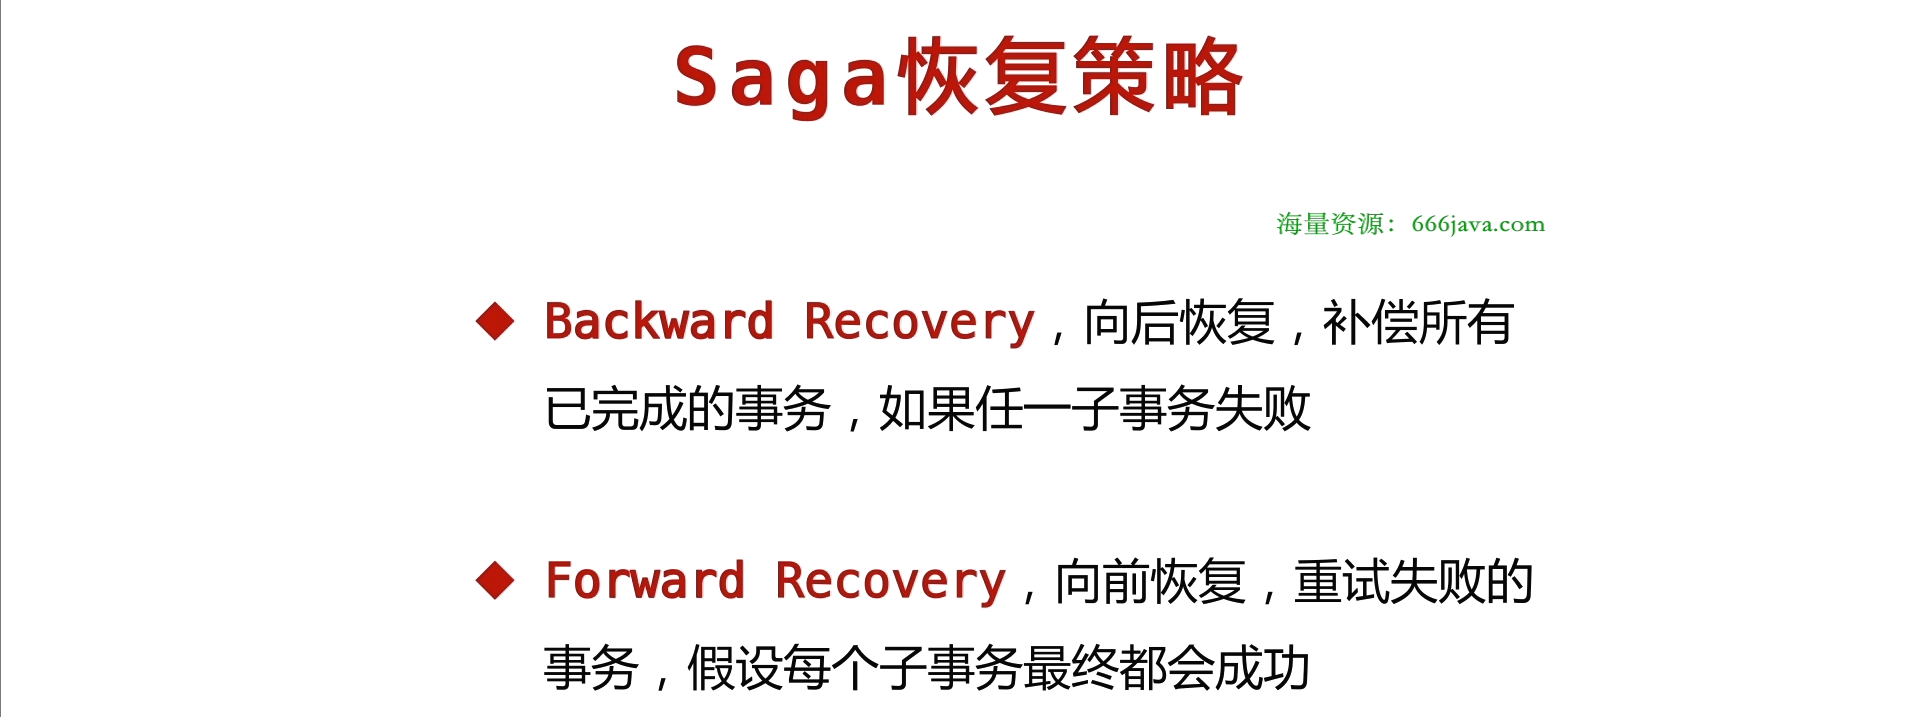 Saga恢复策略
海量资源：666java.com
◆ Backward Recovery，向后恢复，补偿所有
已完成的事务，如果任一子事务失败
◆ Forward Recovery，向前恢复，重试失败的
事务，假设每个子事务最终都会成功